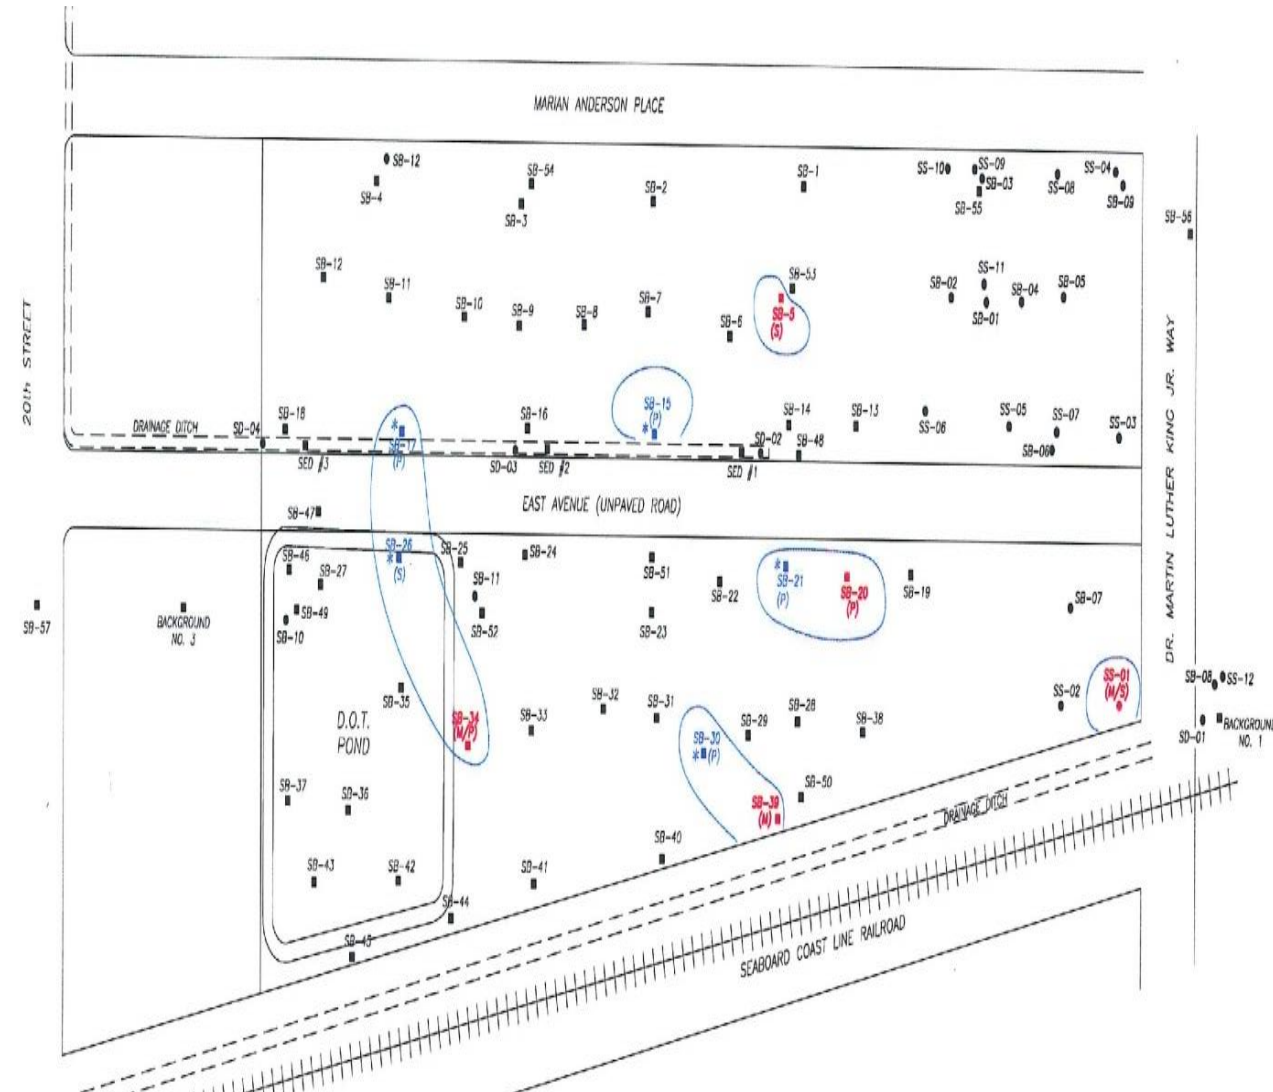 MARIAN ANDERSON PLACE
SB-12
SB-4
SB-54
SB-3
SB-2
SB-1
SS-10
SS-09
SB-03
SB-55
SS-08
SS-04
SB-09
SB-56
SB-12
SB-11
SB-10
SB-9
SB-8
SB-7
SB-6
SB-53
SB-5
(S)
SB-02
SS-11
SB-01
SB-04
SB-05
20th STREET
DR. MARTIN LUTHER KING JR. WAY
DRAINAGE DITCH
SD-04
SB-18
SED #3
*
SB-17
(P)
SB-16
SD-03
SED #2
SB-15
(P)
*
SED #1
SD-02
SB-14
SB-48
SB-13
SS-06
SS-05
SS-07
SB-06
SS-03
EAST AVENUE (UNPAVED ROAD)
SB-47
SB-46
SB-27
SB-49
SB-10
SB-26
*
(S)
SB-25
SB-11
SB-52
SB-24
SB-51
SB-23
SB-22
*
SB-21
(P)
SB-20
(P)
SB-19
SB-07
SB-57
BACKGROUND
NO. 3
SB-35
D.O.T.
POND
SB-34
(M/P)
SB-33
SB-32
SB-31
SB-30
* (P)
SB-29
SB-28
SB-38
SS-02
SS-01
(M/S)
SB-08
SS-12
SD-01
BACKGROUND
NO. 1
SB-37
SB-36
SB-39
(M)
SB-50
DRAINAGE DITCH
SB-43
SB-42
SB-41
SB-40
SB-44
SB-45
SEABOARD COAST LINE RAILROAD